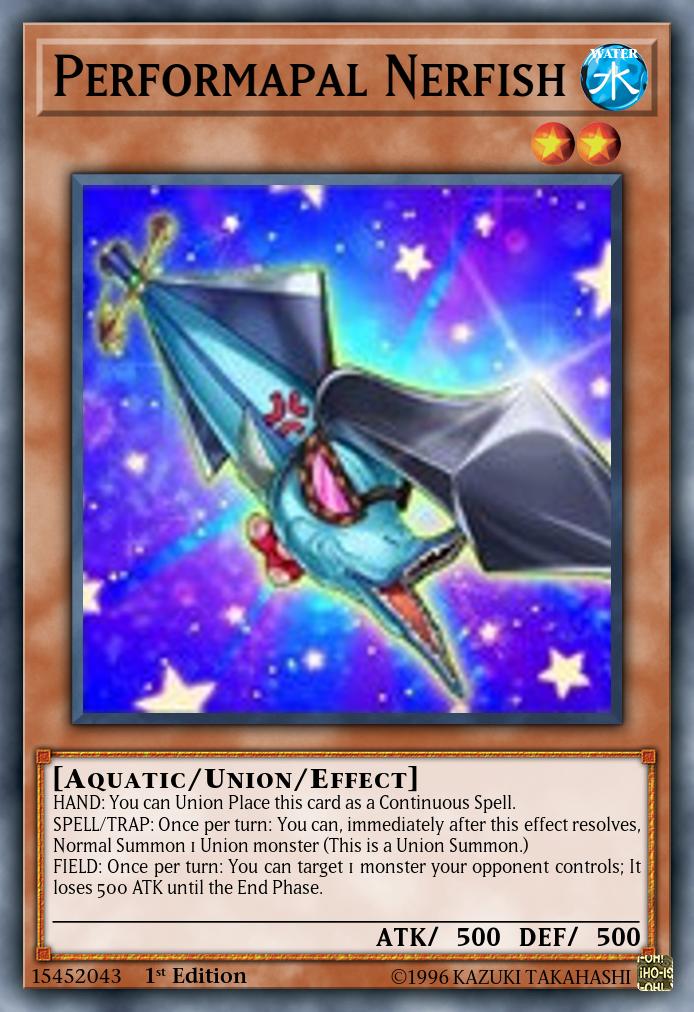 Performapal Nerfish
WATER
水
[Aquatic/Union/Effect]
HAND: You can Union Place this card as a Continuous Spell.
SPELL/TRAP: Once per turn: You can, immediately after this effect resolves,
Normal Summon 1 Union monster (This is a Union Summon.)
FIELD: Once per turn: You can target 1 monster your opponent controls; It
loses 500 ATK until the End Phase.
ATK/ 500 DEF/ 500
15452043 1st Edition ©1996 KAZUKI TAKAHASHI